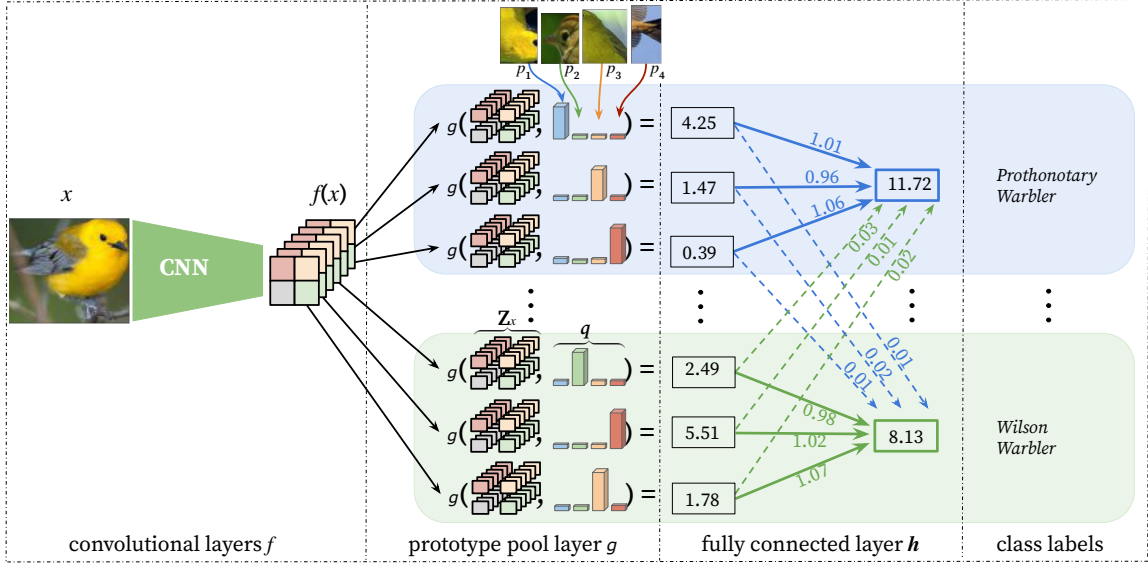 p₁ p₂ p₃ p₄
x
f(x)
CNN
g( , ) = 4.25
g( , ) = 1.47
g( , ) = 0.39
1.01
0.96
1.06
11.72
Prothonotary
Warbler
0.03
0.01
0.02
⋮ ⋮ ⋮ ⋮
Zₓ q
0.01
0.02
0.01
g( , ) = 2.49
g( , ) = 5.51
g( , ) = 1.78
0.98
1.02
1.07
8.13
Wilson
Warbler
convolutional layers f
prototype pool layer g
fully connected layer h
class labels